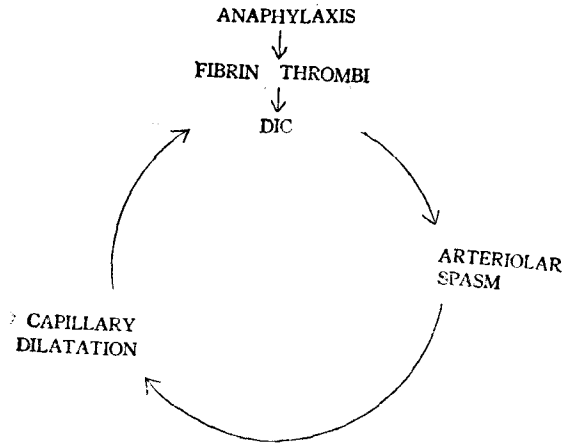 ANAPHYLAXIS
FIBRIN THROMBI
DIC
ARTERIOLAR
SPASM
CAPILLARY
DILATATION